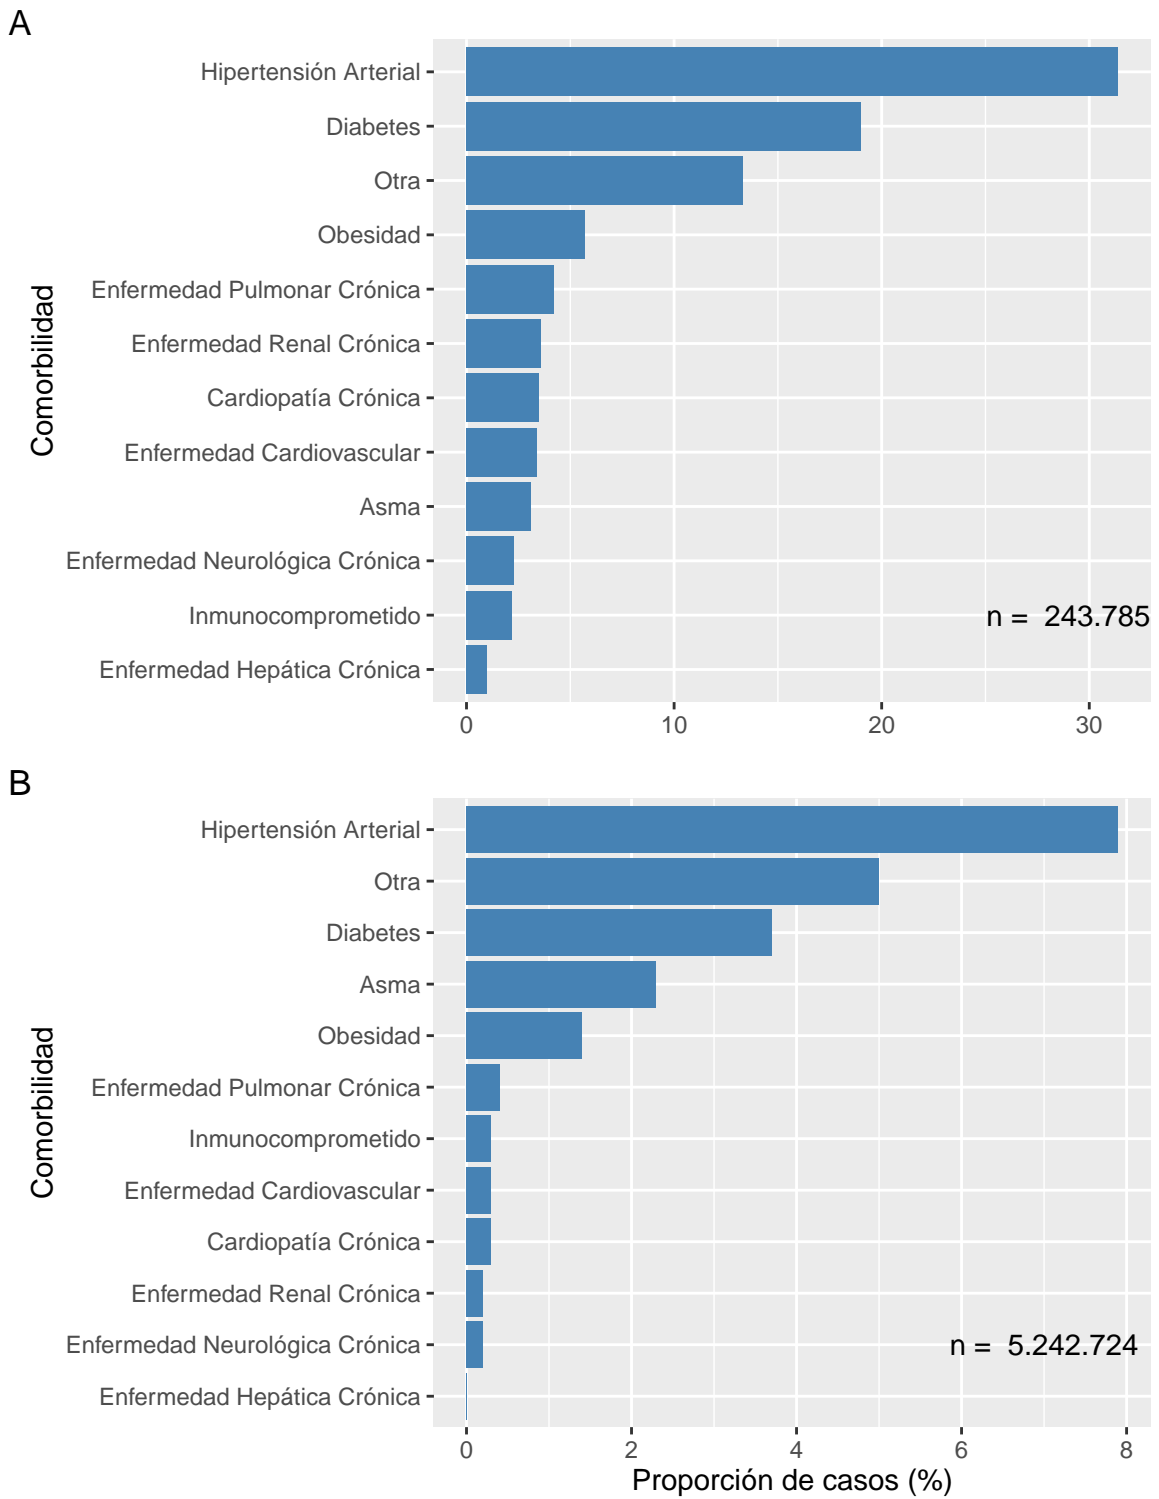 A
Hipertensión Arterial
Diabetes
Otra
Obesidad
Enfermedad Pulmonar Crónica
Enfermedad Renal Crónica
Cardiopatía Crónica
Enfermedad Cardiovascular
Asma
Enfermedad Neurológica Crónica
Inmunocomprometido
Enfermedad Hepática Crónica
Comorbilidad
n = 243.785
0 10 20 30
B
Hipertensión Arterial
Otra
Diabetes
Asma
Obesidad
Enfermedad Pulmonar Crónica
Inmunocomprometido
Enfermedad Cardiovascular
Cardiopatía Crónica
Enfermedad Renal Crónica
Enfermedad Neurológica Crónica
Enfermedad Hepática Crónica
Comorbilidad
n = 5.242.724
0 2 4 6 8
Proporción de casos (%)